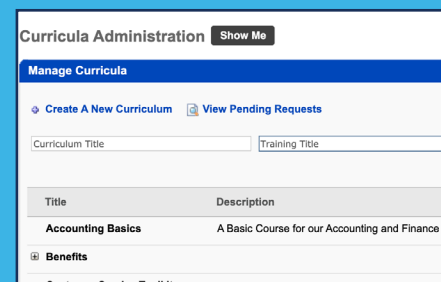 Curricula Administration Show Me
Manage Curricula
Create A New Curriculum View Pending Requests
Curriculum Title Training Title
Title Description
Accounting Basics A Basic Course for our Accounting and Finance
Benefits